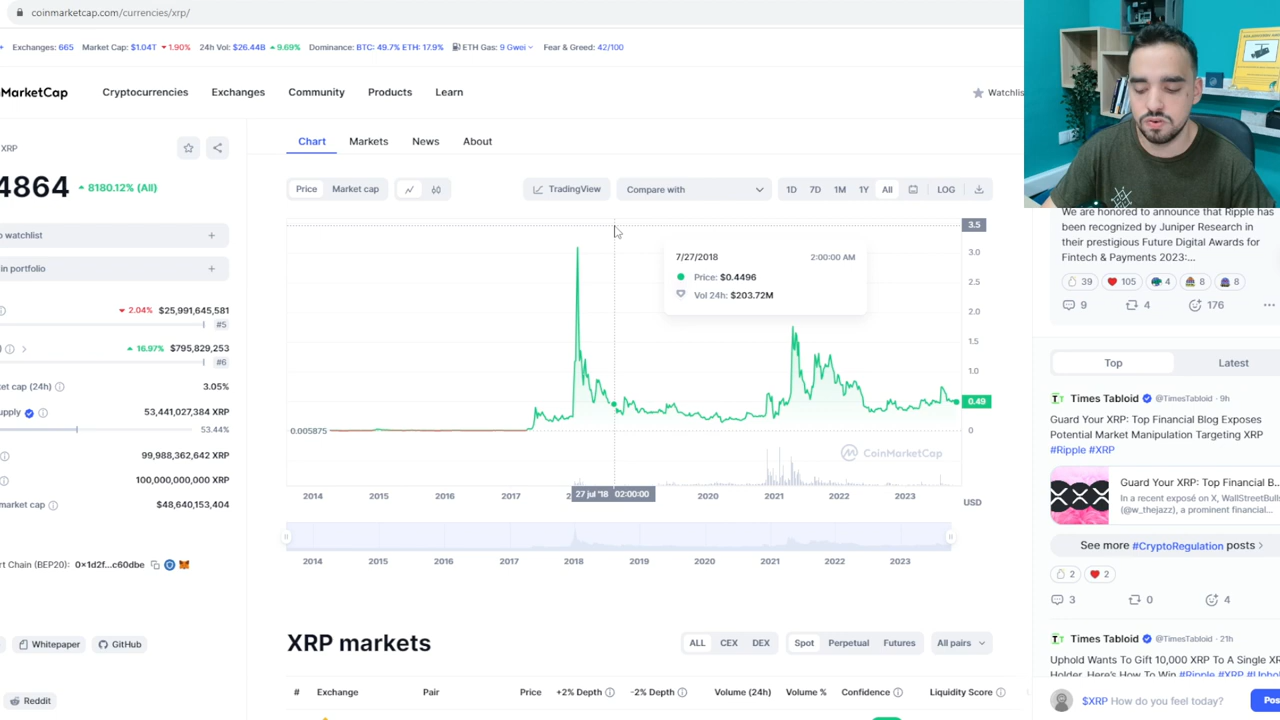 coinmarketcap.com/currencies/xrp/
Exchanges: 665 Market Cap: $1.04T 1.90% 24h Vol: $26.44B 9.69% Dominance: BTC: 49.7% ETH: 17.9% ETH Gas: 9 Gwei Fear & Greed: 42/100
nMarketCap Cryptocurrencies Exchanges Community Products Learn Watchlis
XRP
Chart Markets News About
4864 8180.12% (All)
Price Market cap TradingView Compare with 1D 7D 1M 1Y All LOG
o watchlist +
in portfolio +
2.04% $25,991,645,581
#5
16.97% $795,829,253
#6
et cap (24h) 3.05%
upply 53,441,027,384 XRP
53.44%
99,988,362,642 XRP
100,000,000,000 XRP
market cap $48,640,153,404
rt Chart (BEP20): 0x1d2f...c60dbe
Whitepaper GitHub
Reddit
3.5
3.0
2.5
2.0
1.5
1.0
0.49
0
7/27/2018 2:00:00 AM
Price: $0.4496
Vol 24h: $203.72M
0.005875
CoinMarketCap
27 jul '18 02:00:00
2014 2015 2016 2017 2020 2021 2022 2023
USD
2014 2015 2016 2017 2018 2019 2020 2021 2022 2023
XRP markets
ALL CEX DEX Spot Perpetual Futures All pairs
# Exchange Pair Price +2% Depth -2% Depth Volume (24h) Volume % Confidence Liquidity Score
We are honored to announce that Ripple has
been recognized by Juniper Research in
their prestigious Future Digital Awards for
Fintech & Payments 2023:...
39 105 4 8 8
9 4 176
Top Latest
Times Tabloid @TimesTabloid · 9h
Guard Your XRP: Top Financial Blog Exposes
Potential Market Manipulation Targeting XRP
#Ripple #XRP
Guard Your XRP: Top Financial B...
In a recent exposé on X, WallStreetBulls
(@w_thejazz), a prominent financial...
See more #CryptoRegulation posts >
2 2
3 0 4
Times Tabloid @TimesTabloid · 21h
Uphold Wants To Gift 10,000 XRP To A Single XR
Holder. Here's How To Win #Ripple #XRP #Uphol
$XRP How do you feel today? Pos